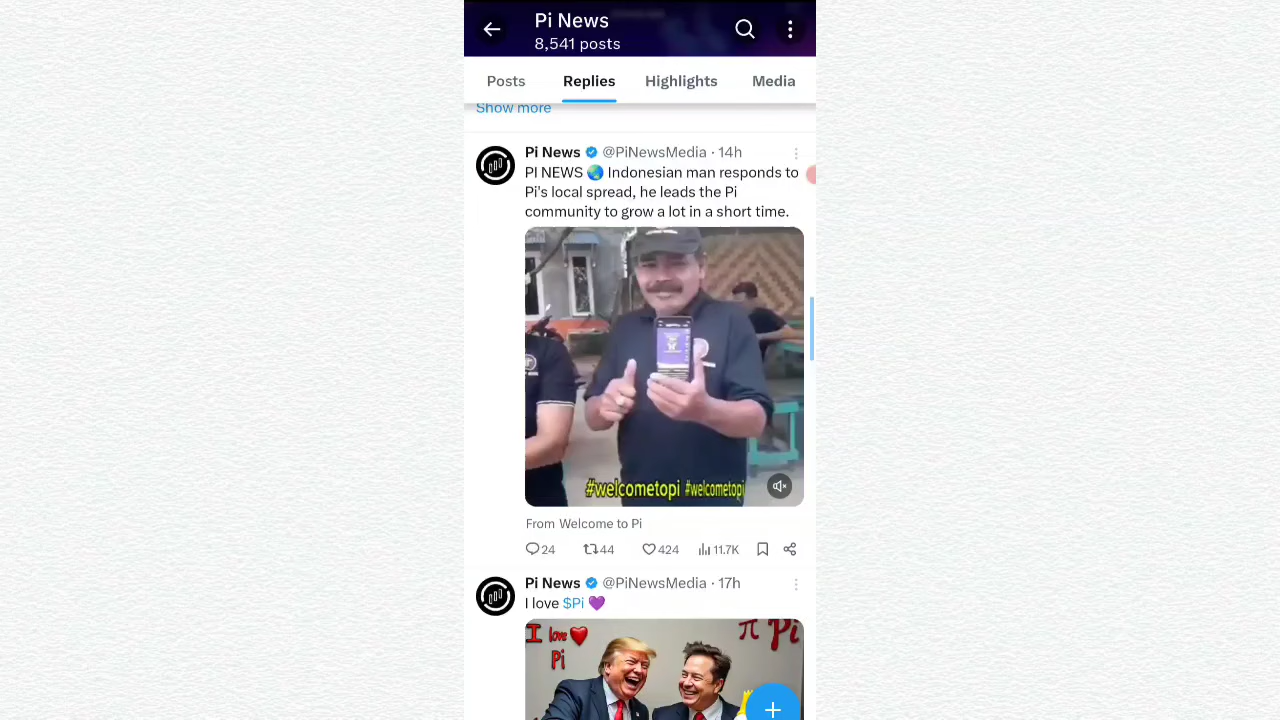 Pi News
8,541 posts
Posts Replies Highlights Media
Show more
Pi News @PiNewsMedia · 14h
PI NEWS 🌏 Indonesian man responds to
Pi's local spread, he leads the Pi
community to grow a lot in a short time.
#welcometopi #welcometopi
From Welcome to Pi
24 44 424 11.7K
Pi News @PiNewsMedia · 17h
I love $Pi 💜
I love ❤️ π Pi
Pi